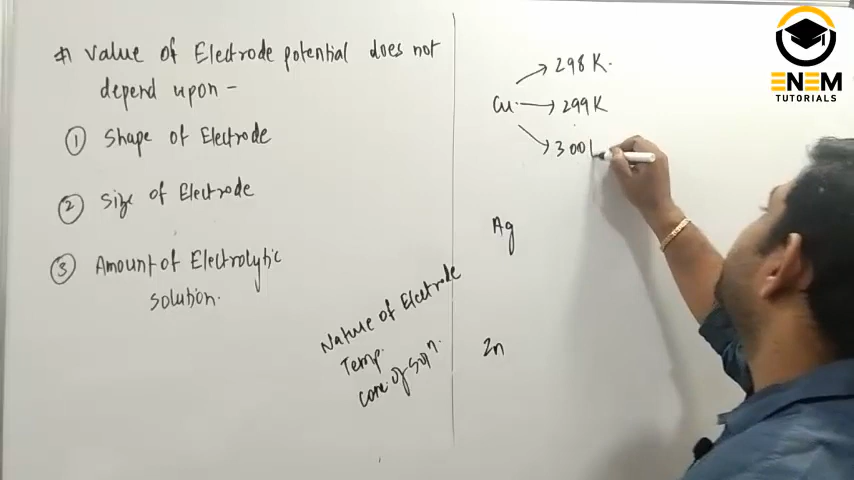 ⇒ Value of Electrode potential does not
depend upon -
① Shape of Electrode
② Size of Electrode
③ Amount of Electrolytic
solution.
Nature of Electrode
Temp.
conc. of solⁿ.
Cu → 298 K.
→ 299 K
→ 300
Ag
Zn
ENEM
TUTORIALS